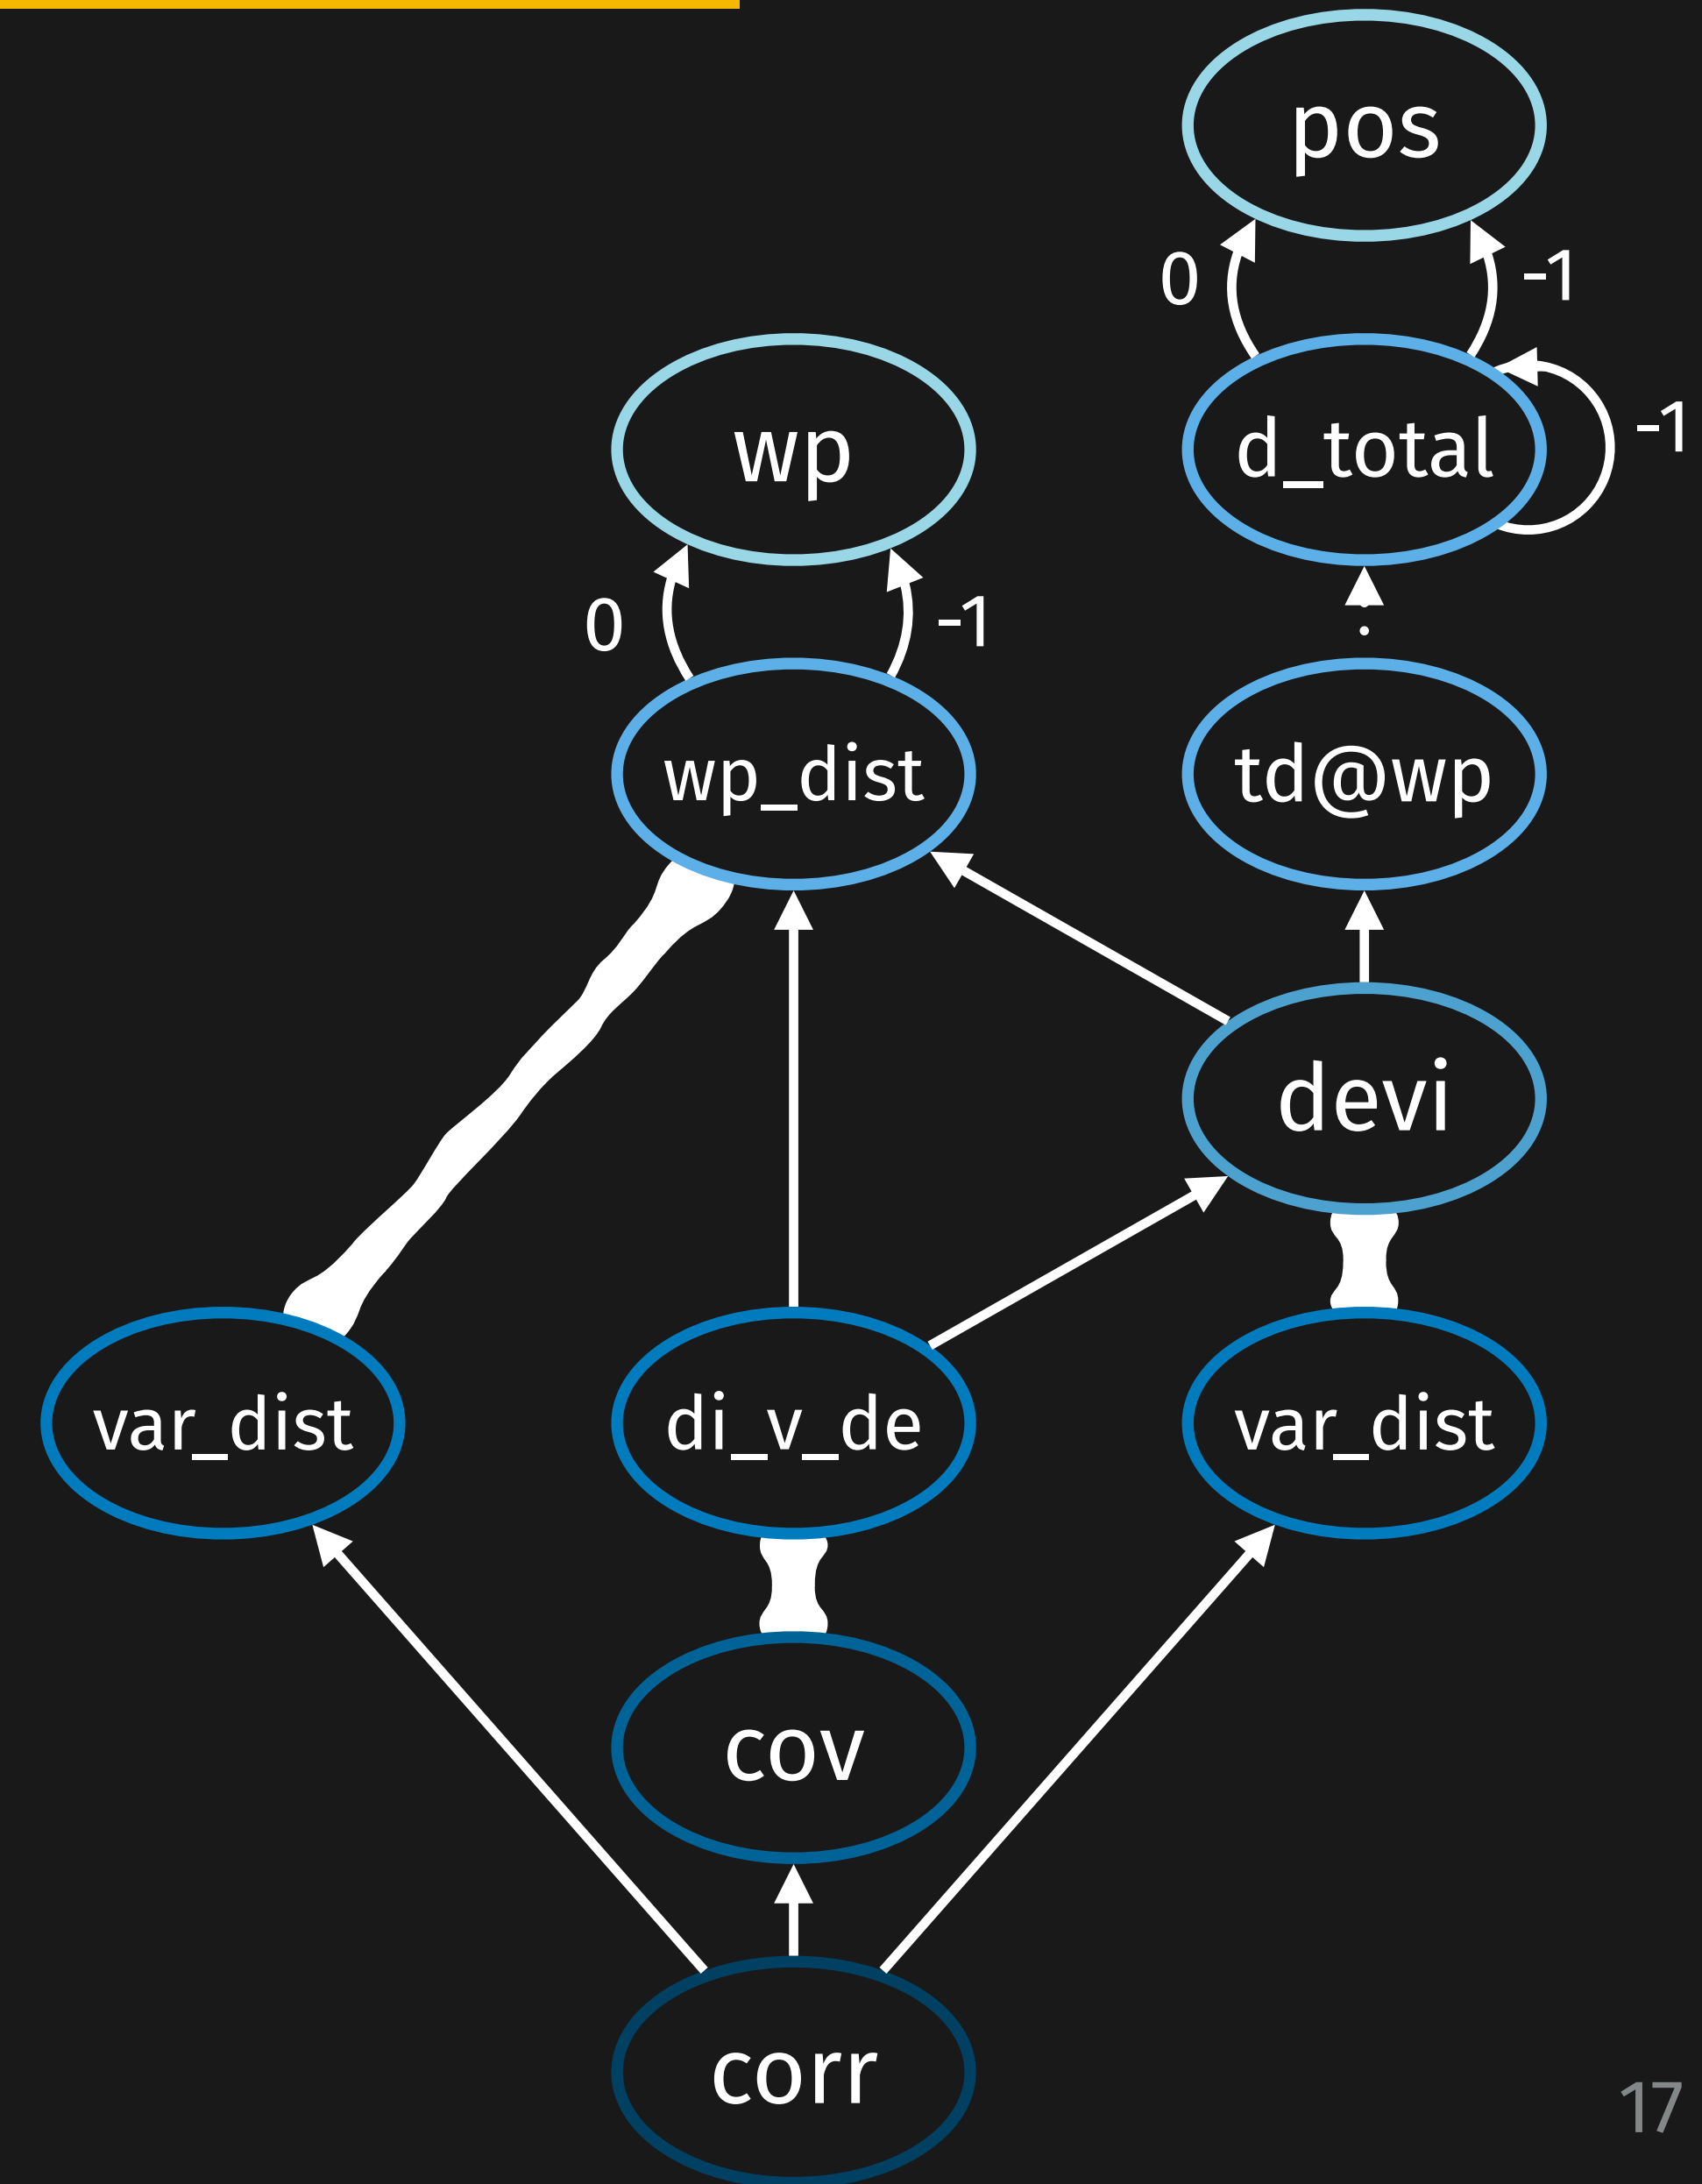 pos
0
-1
wp
d_total
-1
0
-1
wp_dist
td@wp
devi
var_dist
di_v_de
var_dist
cov
corr
17